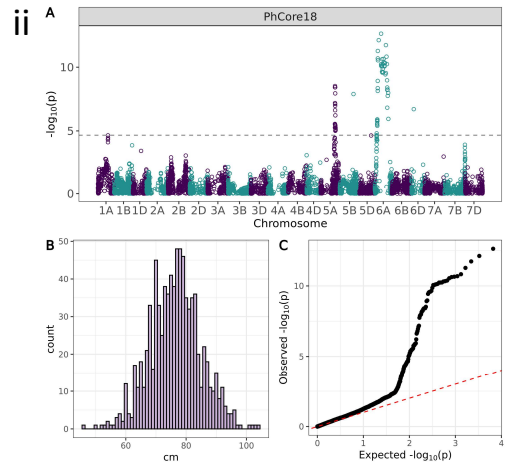 ii
A
PhCore18
-log10(p)
10
5
0
1A 1B 1D 2A 2B 2D 3A 3B 3D 4A 4B 4D 5A 5B 5D 6A 6B 6D 7A 7B 7D
Chromosome
B
count
50
40
30
20
10
0
60 80 100
cm
C
Observed -log10(p)
10
5
0
0 1 2 3 4
Expected -log10(p)